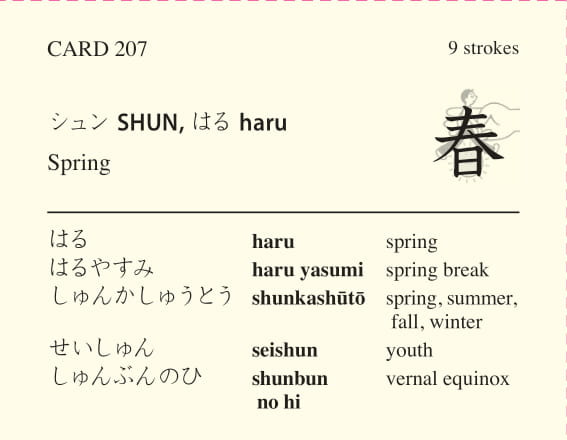 CARD 207
9 strokes
シュン SHUN, はる haru
Spring
春
はる haru spring
はるやすみ haru yasumi spring break
しゅんかしゅうとう shunkashūtō spring, summer,
fall, winter
せいしゅん seishun youth
しゅんぶんのひ shunbun vernal equinox
no hi